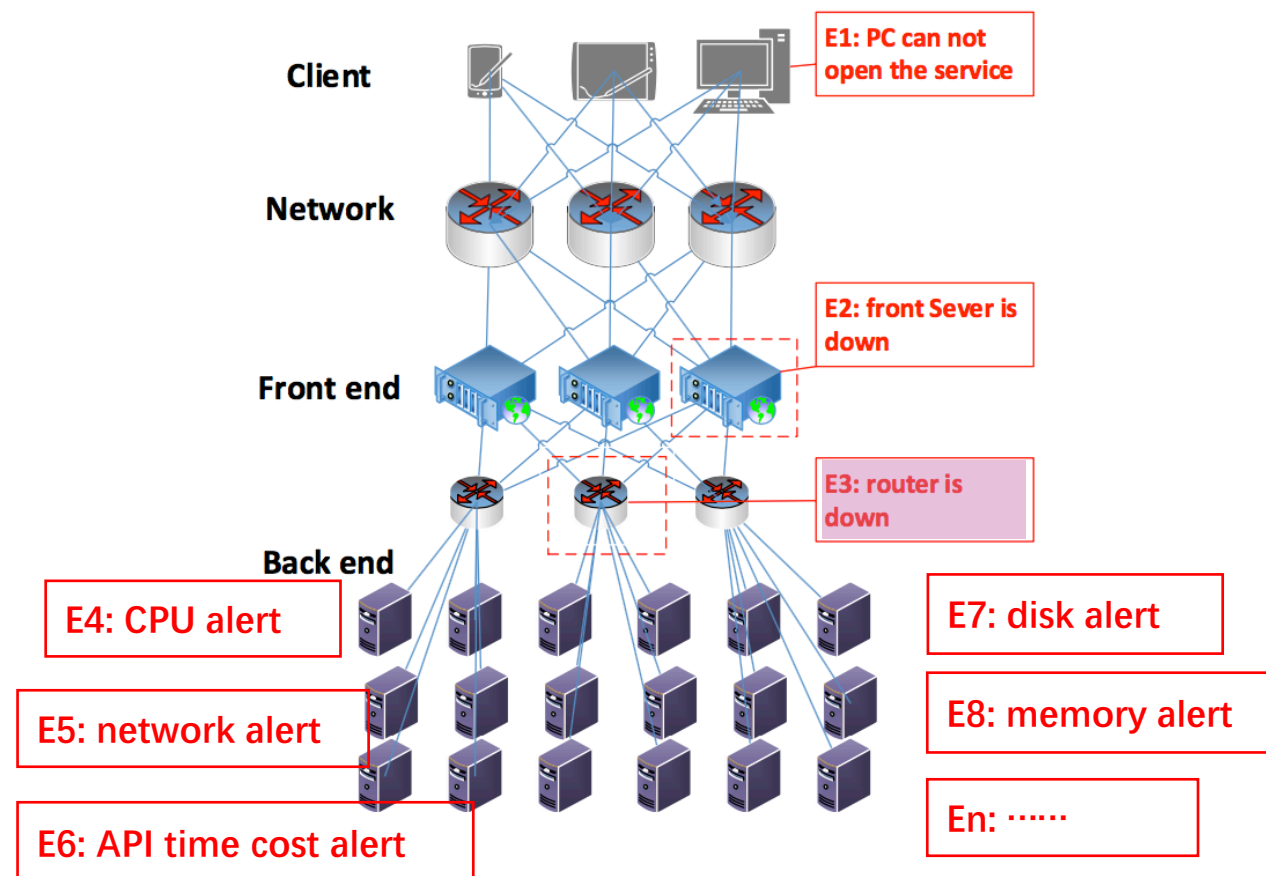 Client
E1: PC can not
open the service
Network
E2: front Sever is
down
Front end
E3: router is
down
Back end
E4: CPU alert
E7: disk alert
E5: network alert
E8: memory alert
E6: API time cost alert
En: ……